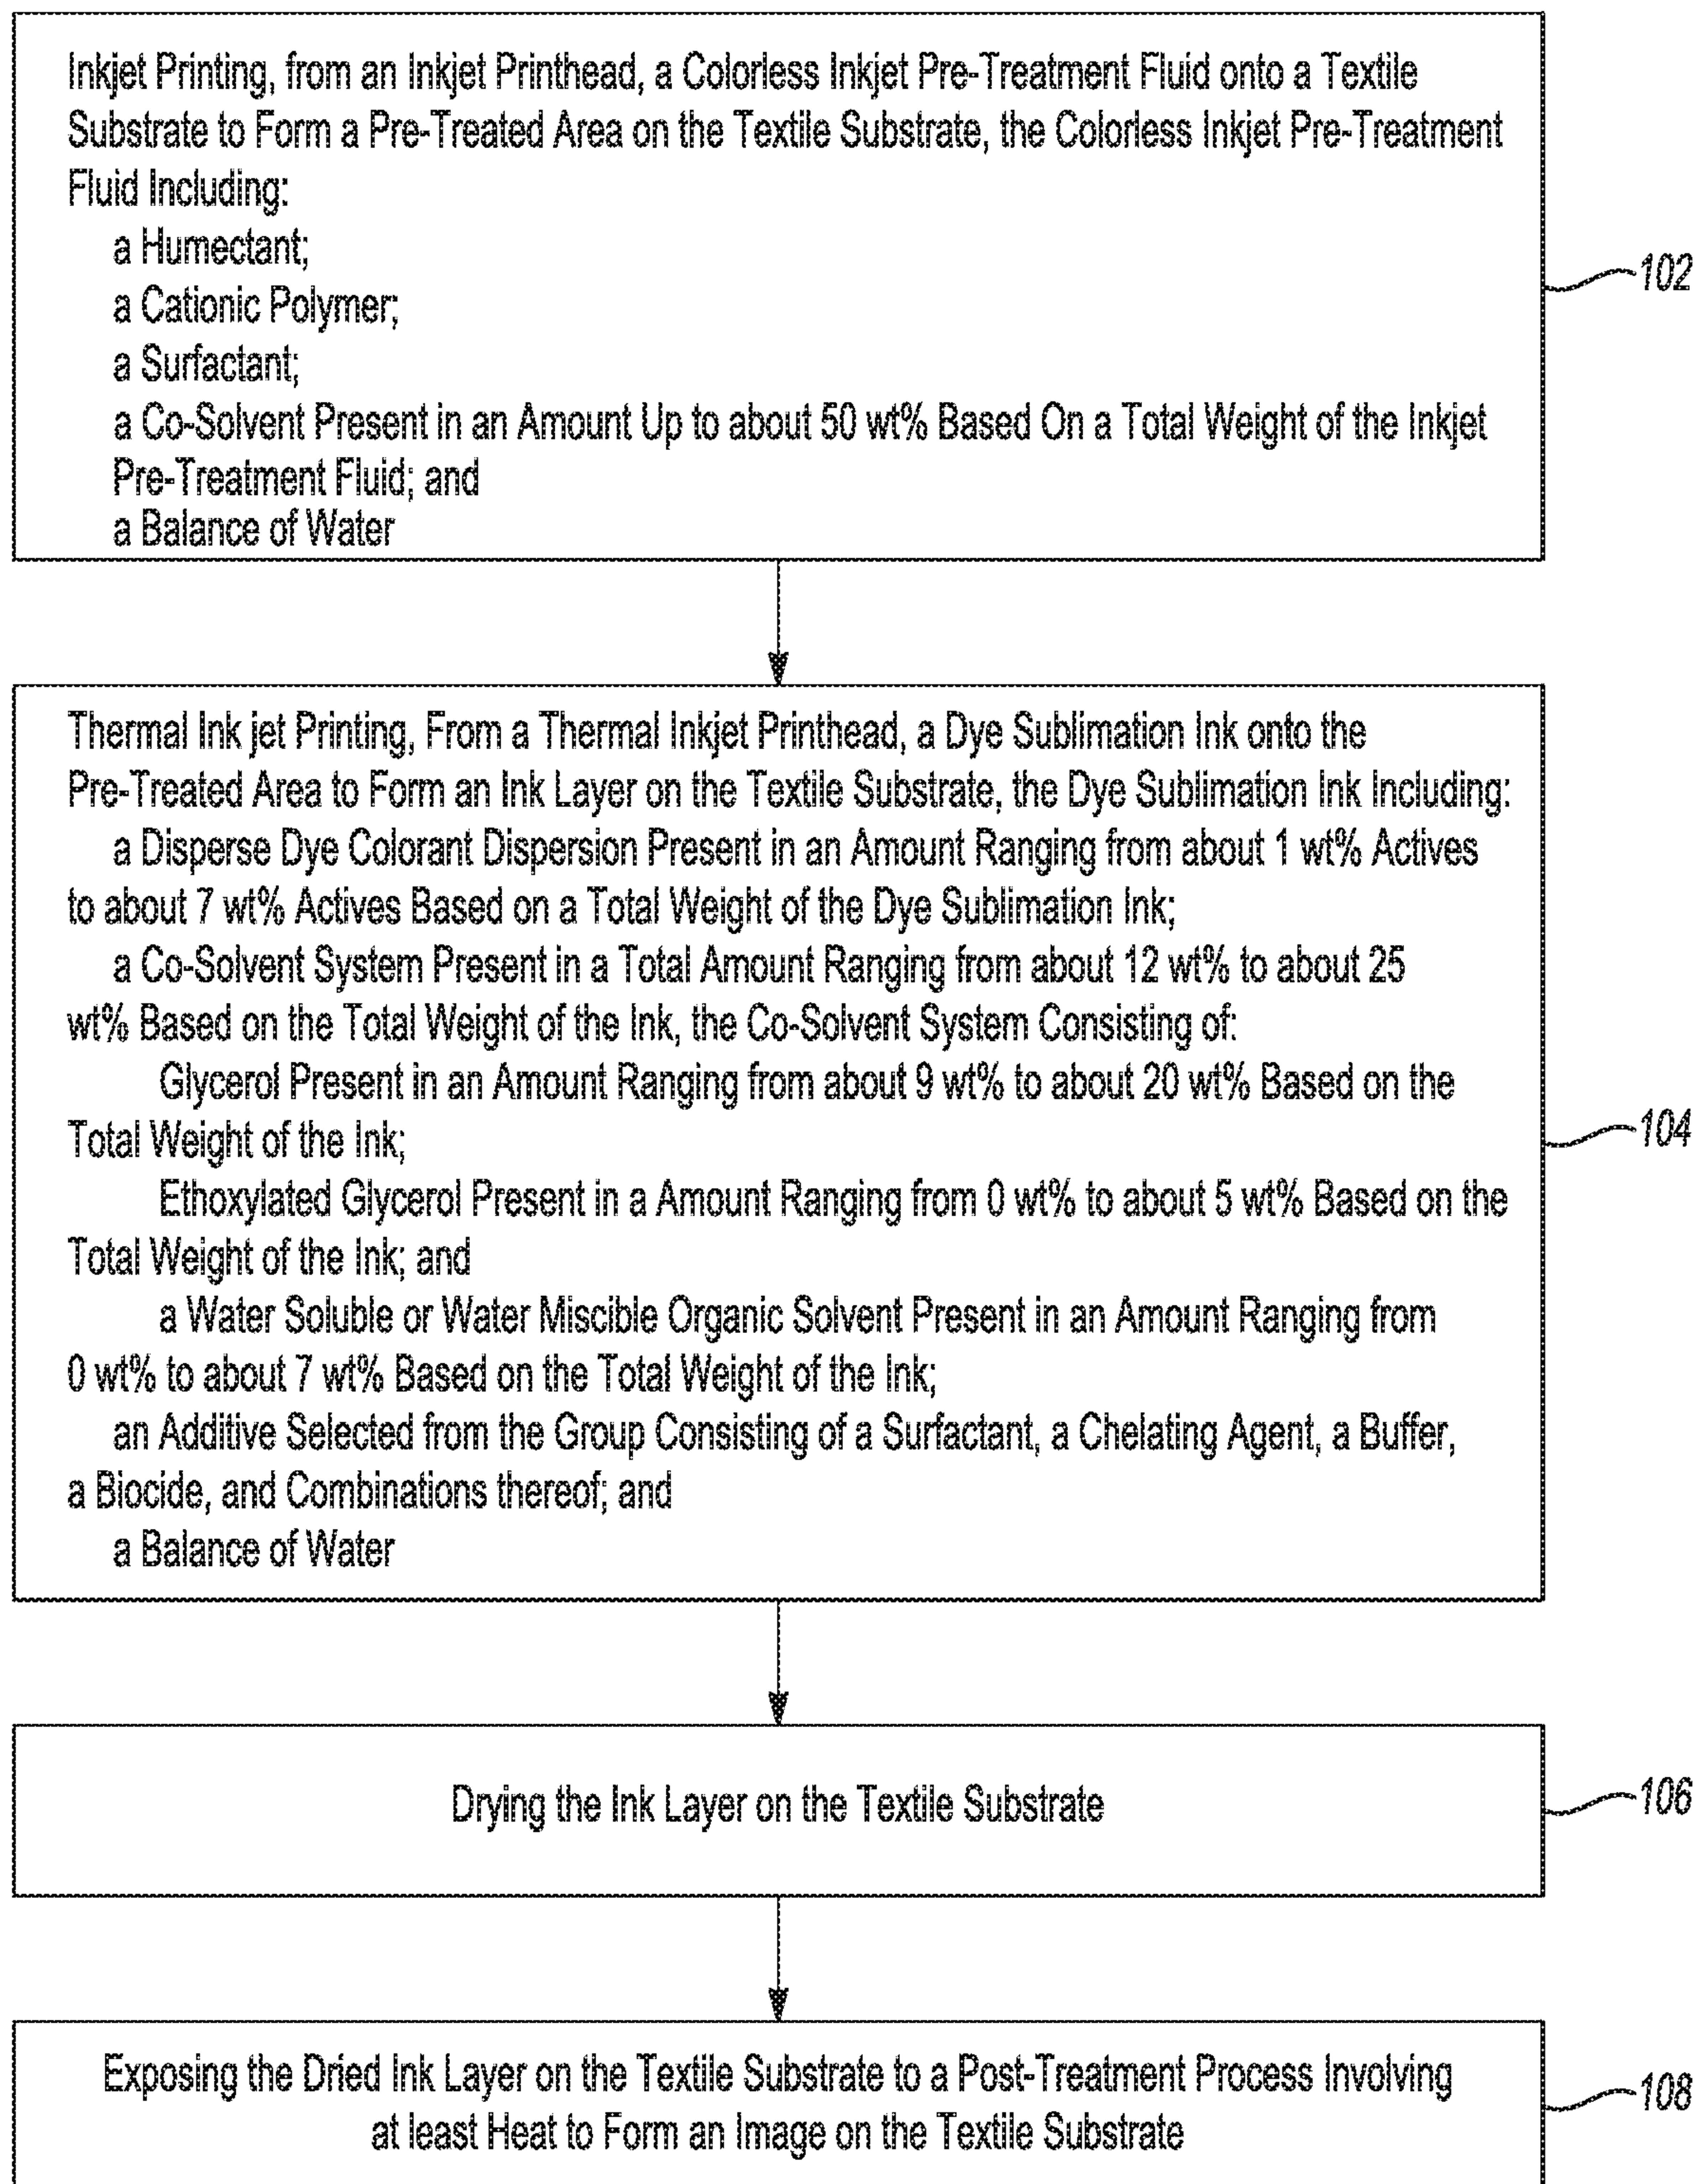 Inkjet Printing, from an Inkjet Printhead, a Colorless Inkjet Pre-Treatment Fluid onto a Textile
Substrate to Form a Pre-Treated Area on the Textile Substrate, the Colorless Inkjet Pre-Treatment
Fluid Including:
a Humectant;
a Cationic Polymer;
a Surfactant;
a Co-Solvent Present in an Amount Up to about 50 wt% Based On a Total Weight of the Inkjet
Pre-Treatment Fluid; and
a Balance of Water
102
Thermal Ink jet Printing, From a Thermal Inkjet Printhead, a Dye Sublimation Ink onto the
Pre-Treated Area to Form an Ink Layer on the Textile Substrate, the Dye Sublimation Ink Including:
a Disperse Dye Colorant Dispersion Present in an Amount Ranging from about 1 wt% Actives
to about 7 wt% Actives Based on a Total Weight of the Dye Sublimation Ink;
a Co-Solvent System Present in a Total Amount Ranging from about 12 wt% to about 25
wt% Based on the Total Weight of the Ink, the Co-Solvent System Consisting of:
Glycerol Present in an Amount Ranging from about 9 wt% to about 20 wt% Based on the
Total Weight of the Ink;
Ethoxylated Glycerol Present in a Amount Ranging from 0 wt% to about 5 wt% Based on the
Total Weight of the Ink; and
a Water Soluble or Water Miscible Organic Solvent Present in an Amount Ranging from
0 wt% to about 7 wt% Based on the Total Weight of the Ink;
an Additive Selected from the Group Consisting of a Surfactant, a Chelating Agent, a Buffer,
a Biocide, and Combinations thereof; and
a Balance of Water
104
Drying the Ink Layer on the Textile Substrate
106
Exposing the Dried Ink Layer on the Textile Substrate to a Post-Treatment Process Involving
at least Heat to Form an Image on the Textile Substrate
108